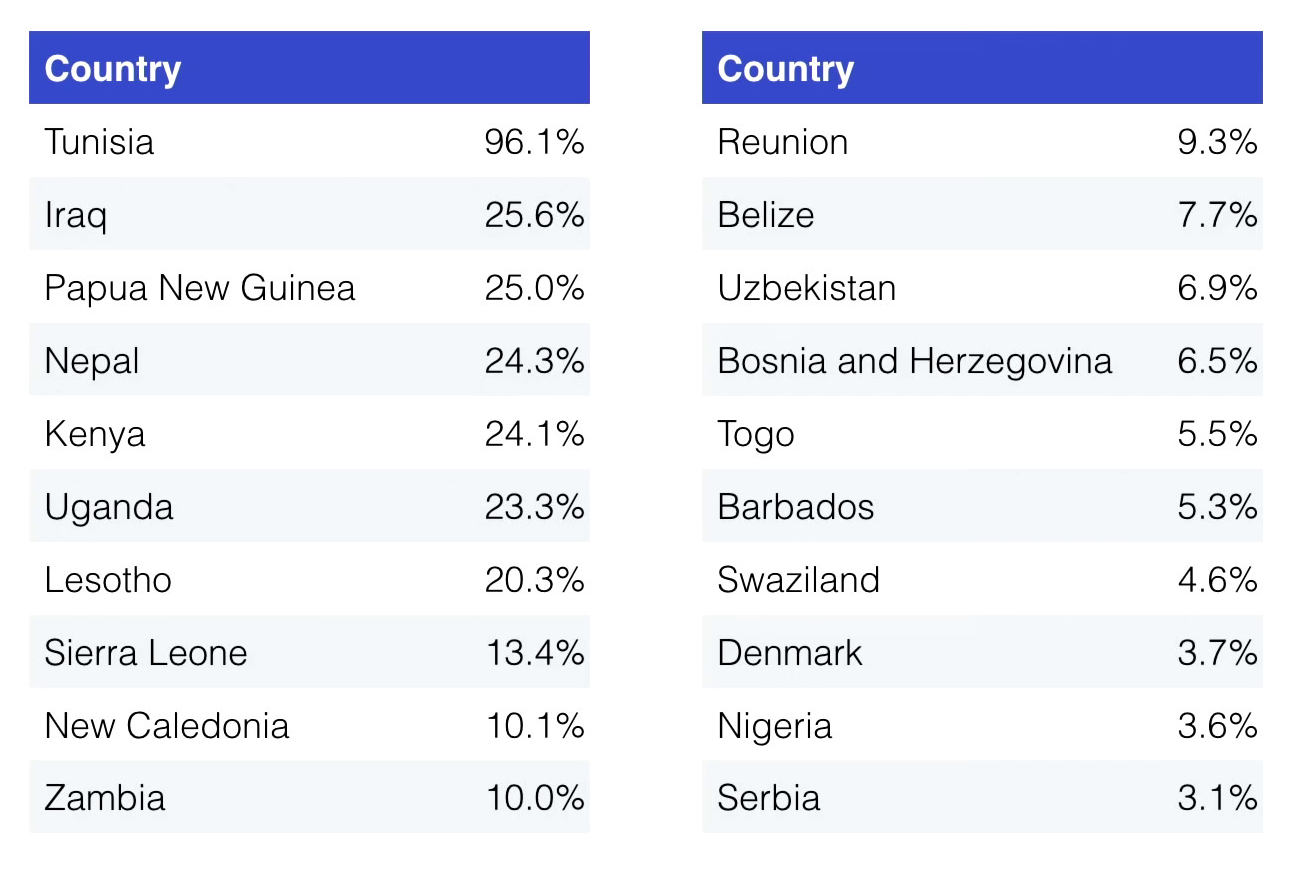 Country
Tunisia 96.1%
Iraq 25.6%
Papua New Guinea 25.0%
Nepal 24.3%
Kenya 24.1%
Uganda 23.3%
Lesotho 20.3%
Sierra Leone 13.4%
New Caledonia 10.1%
Zambia 10.0%
Country
Reunion 9.3%
Belize 7.7%
Uzbekistan 6.9%
Bosnia and Herzegovina 6.5%
Togo 5.5%
Barbados 5.3%
Swaziland 4.6%
Denmark 3.7%
Nigeria 3.6%
Serbia 3.1%